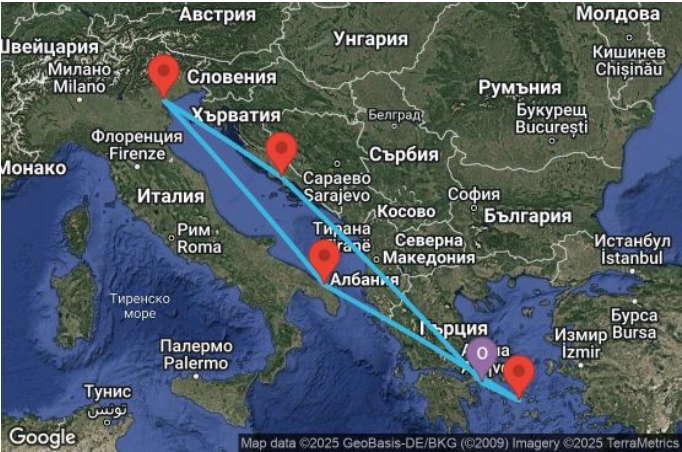 Австрия
Молдова
Швейцария
Унгария
Кишинев
Chișinău
Милано
Milano
Словения
Румъния
Хърватия
Белград
Букурещ
București
Флоренция
Firenze
Сърбия
Монако
Сараево
Sarajevo
Италия
София
Косово
България
Рим
Roma
Тирана
Северна
Македония
Истанбул
İstanbul
Албания
Тиренско
море
Бурса
Bursa
Гърция
Измир
İzmir
O
Палермо
Palermo
Тунис
تونس
Google
Map data ©2025 GeoBasis-DE/BKG (©2009) Imagery ©2025 TerraMetrics